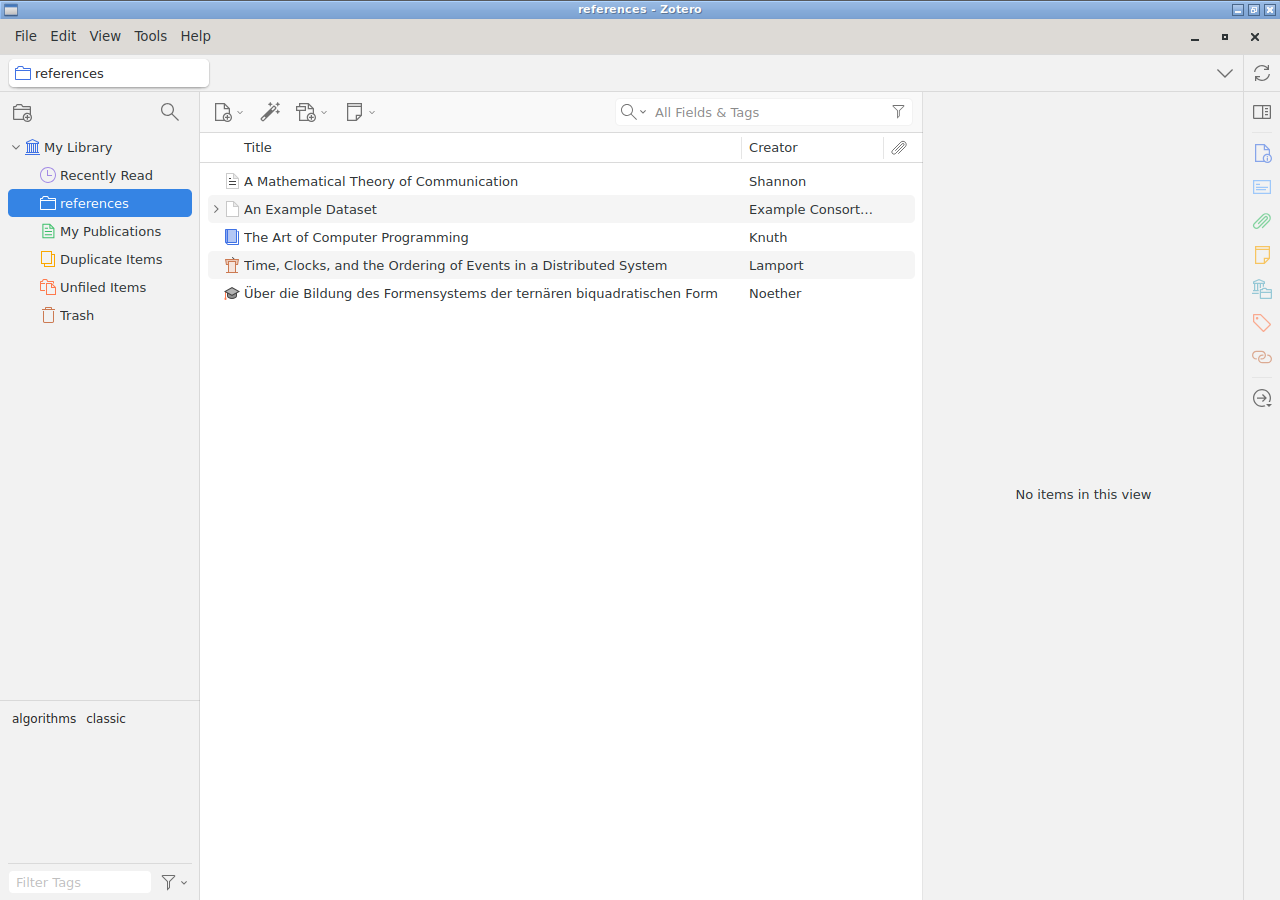 references - Zotero
File Edit View Tools Help
references
All Fields & Tags
My Library
Recently Read
references
My Publications
Duplicate Items
Unfiled Items
Trash
Title Creator
A Mathematical Theory of Communication Shannon
An Example Dataset Example Consort...
The Art of Computer Programming Knuth
Time, Clocks, and the Ordering of Events in a Distributed System Lamport
Über die Bildung des Formensystems der ternären biquadratischen Form Noether
No items in this view
algorithms classic
Filter Tags